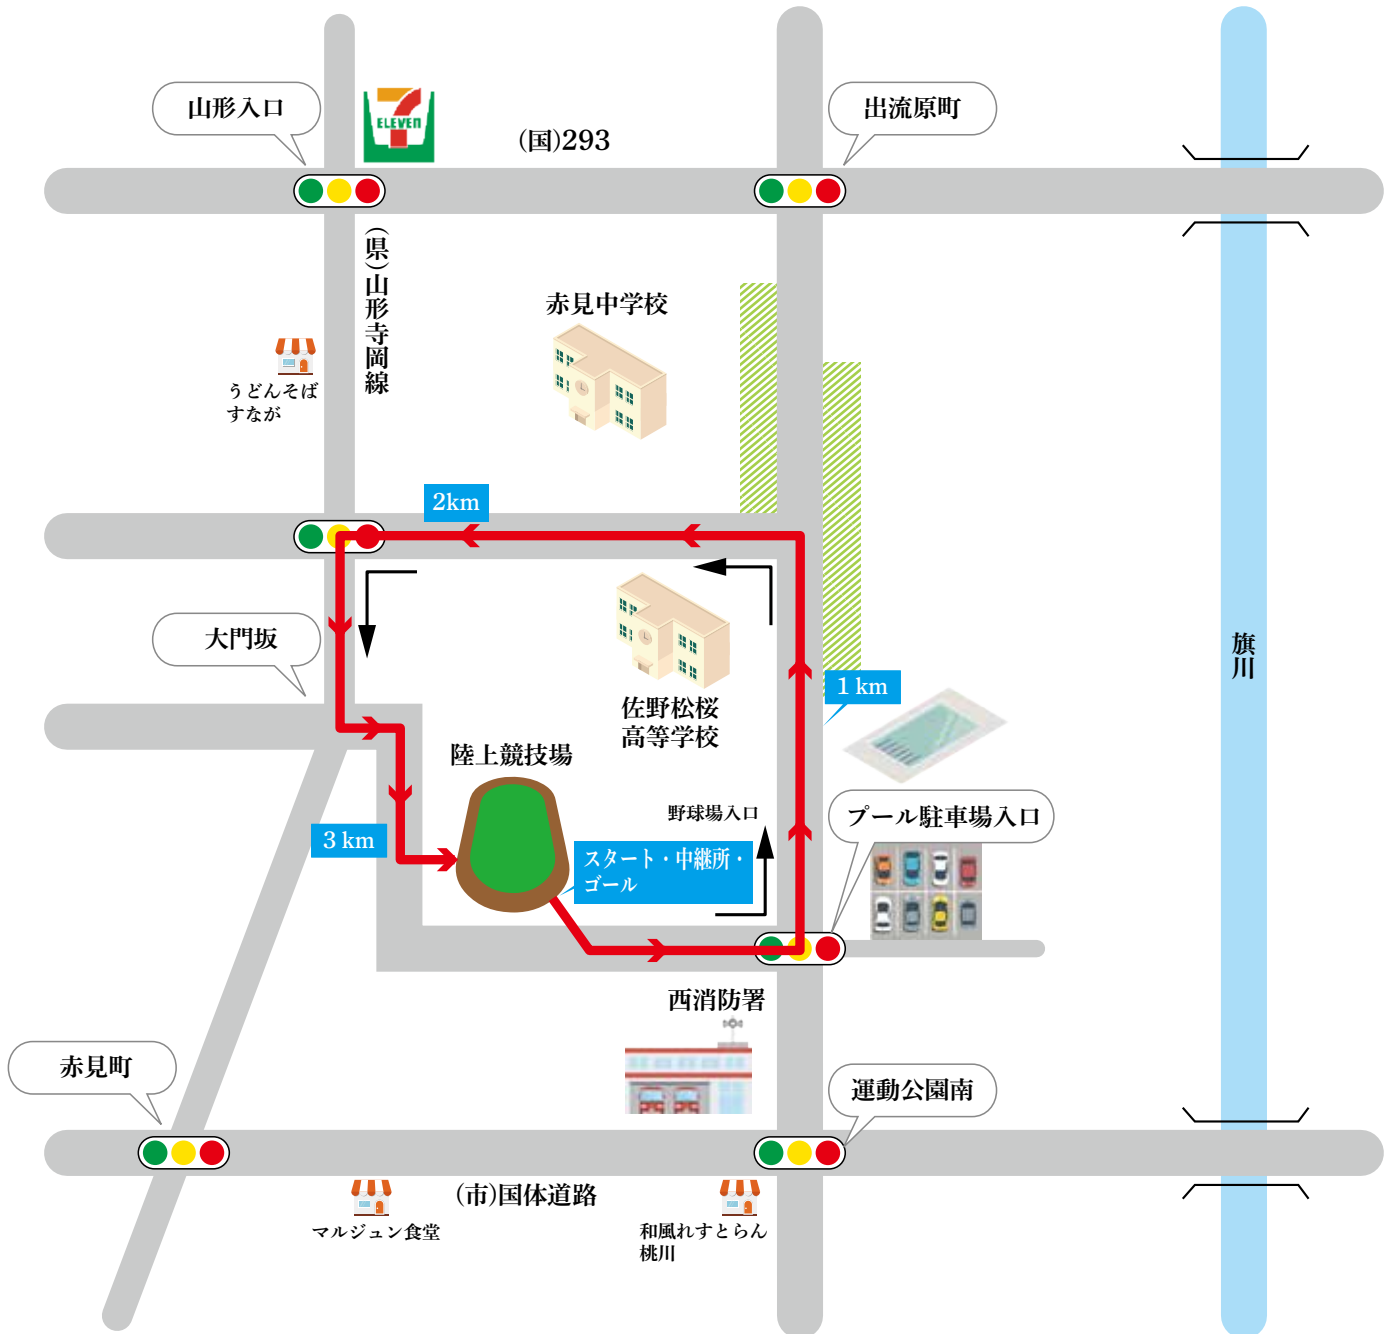 山形入口
7
ELEVEn
(国)293
出流原町
(県)山形寺岡線
赤見中学校
うどんそば
すなが
2km
大門坂
佐野松桜
高等学校
1 km
旗川
陸上競技場
野球場入口
プール駐車場入口
3 km
スタート・中継所・
ゴール
西消防署
赤見町
運動公園南
(市)国体道路
マルジュン食堂
和風れすとらん
桃川